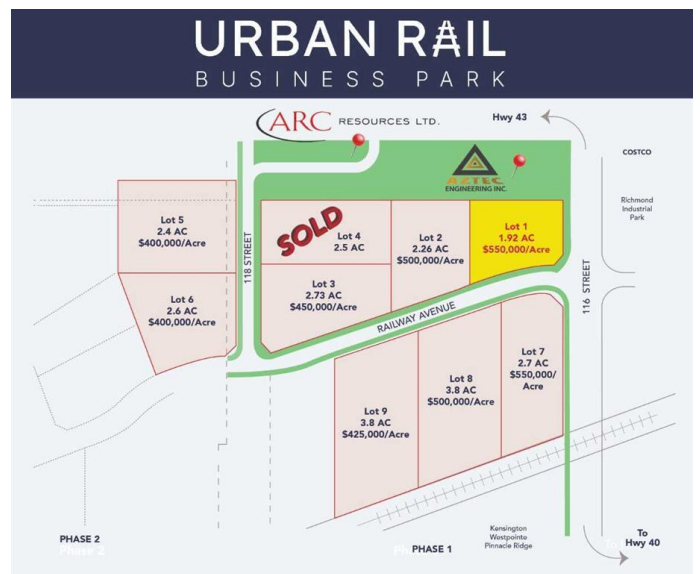 URBAN RAIL
BUSINESS PARK
ARC RESOURCES LTD.
Hwy 43
COSTCO
AZTEC
ENGINEERING INC.
Richmond
Industrial
Park
Lot 5
2.4 AC
$400,000/Acre
118 STREET
SOLD
Lot 4
2.5 AC
Lot 2
2.26 AC
$500,000/Acre
Lot 1
1.92 AC
$550,000/Acre
Lot 6
2.6 AC
$400,000/Acre
Lot 3
2.73 AC
$450,000/Acre
116 STREET
RAILWAY AVENUE
Lot 7
2.7 AC
$550,000/
Acre
Lot 8
3.8 AC
$500,000/Acre
Lot 9
3.8 AC
$425,000/Acre
PHASE 2
Phase 2
PHASE 1
Kensington
Westpointe
Pinnacle Ridge
To
Hwy 40